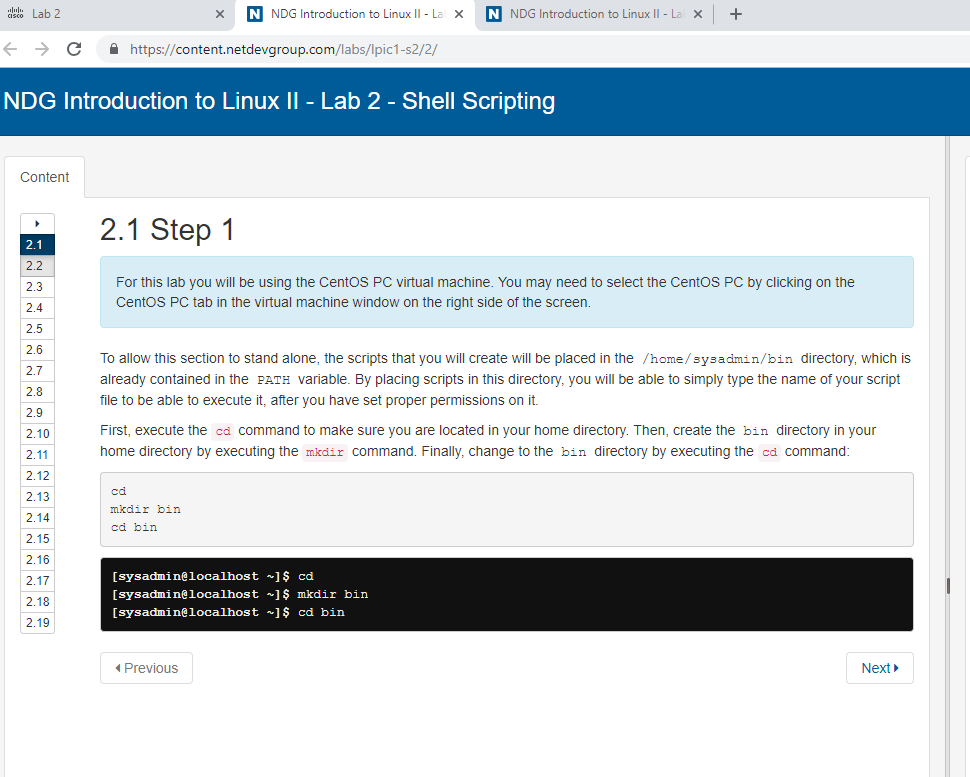 Lab 2
NDG Introduction to Linux II - La
NDG Introduction to Linux II - La
https://content.netdevgroup.com/labs/lpic1-s2/2/
NDG Introduction to Linux II - Lab 2 - Shell Scripting
Content
2.1
2.2
2.3
2.4
2.5
2.6
2.7
2.8
2.9
2.10
2.11
2.12
2.13
2.14
2.15
2.16
2.17
2.18
2.19
2.1 Step 1
For this lab you will be using the CentOS PC virtual machine. You may need to select the CentOS PC by clicking on the
CentOS PC tab in the virtual machine window on the right side of the screen.
To allow this section to stand alone, the scripts that you will create will be placed in the /home/sysadmin/bin directory, which is
already contained in the PATH variable. By placing scripts in this directory, you will be able to simply type the name of your script
file to be able to execute it, after you have set proper permissions on it.
First, execute the cd command to make sure you are located in your home directory. Then, create the bin directory in your
home directory by executing the mkdir command. Finally, change to the bin directory by executing the cd command:
cd
mkdir bin
cd bin
[sysadmin@localhost ~]$ cd
[sysadmin@localhost ~]$ mkdir bin
[sysadmin@localhost ~]$ cd bin
Previous
Next